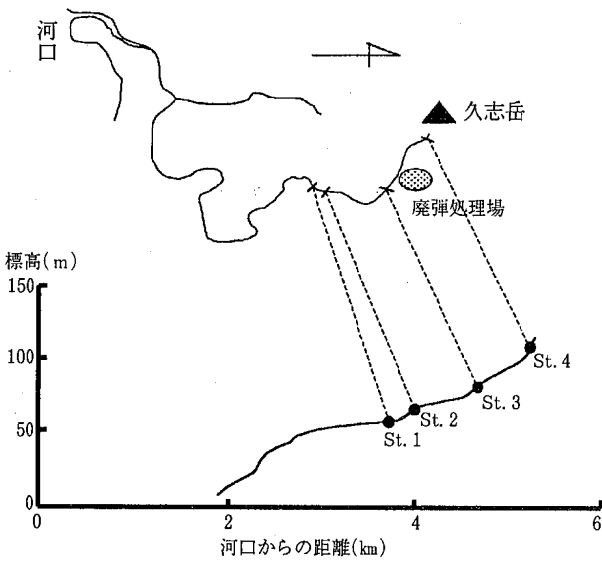 河口
久志岳
廃弾処理場
標高(m)
150
100
50
0
St.4
St.3
St.2
St.1
0
2
4
6
河口からの距離(km)